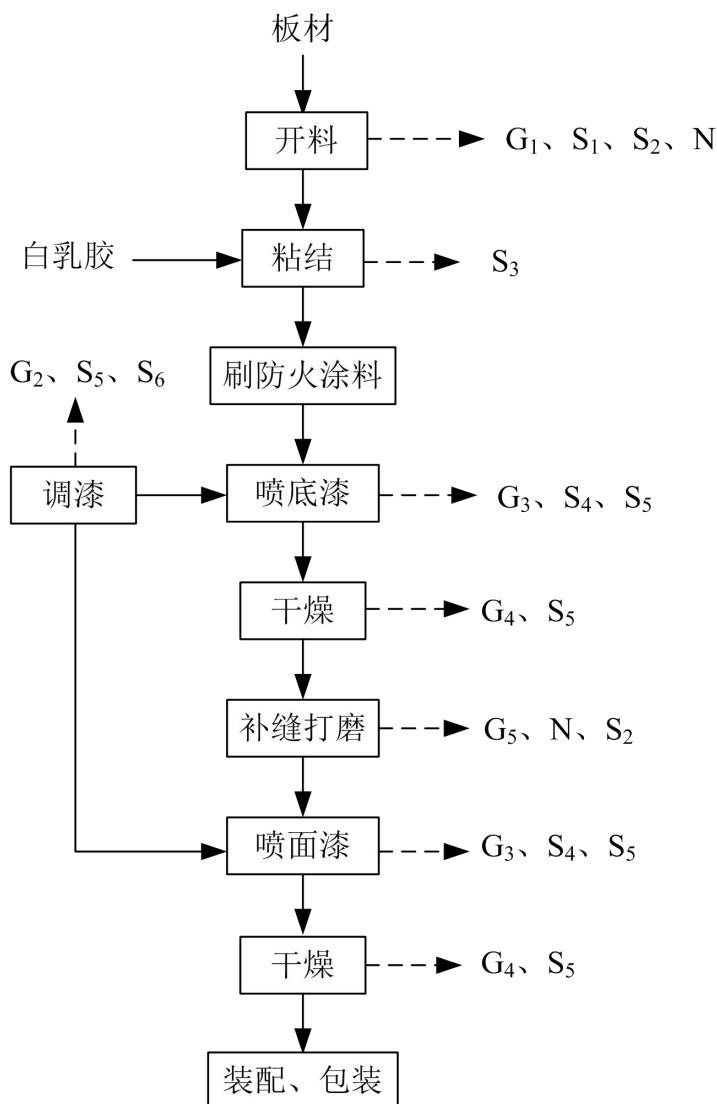 板材
开料
G₁、S₁、S₂、N
白乳胶
粘结
S₃
刷防火涂料
G₂、S₅、S₆
调漆
喷底漆
G₃、S₄、S₅
干燥
G₄、S₅
补缝打磨
G₅、N、S₂
喷面漆
G₃、S₄、S₅
干燥
G₄、S₅
装配、包装